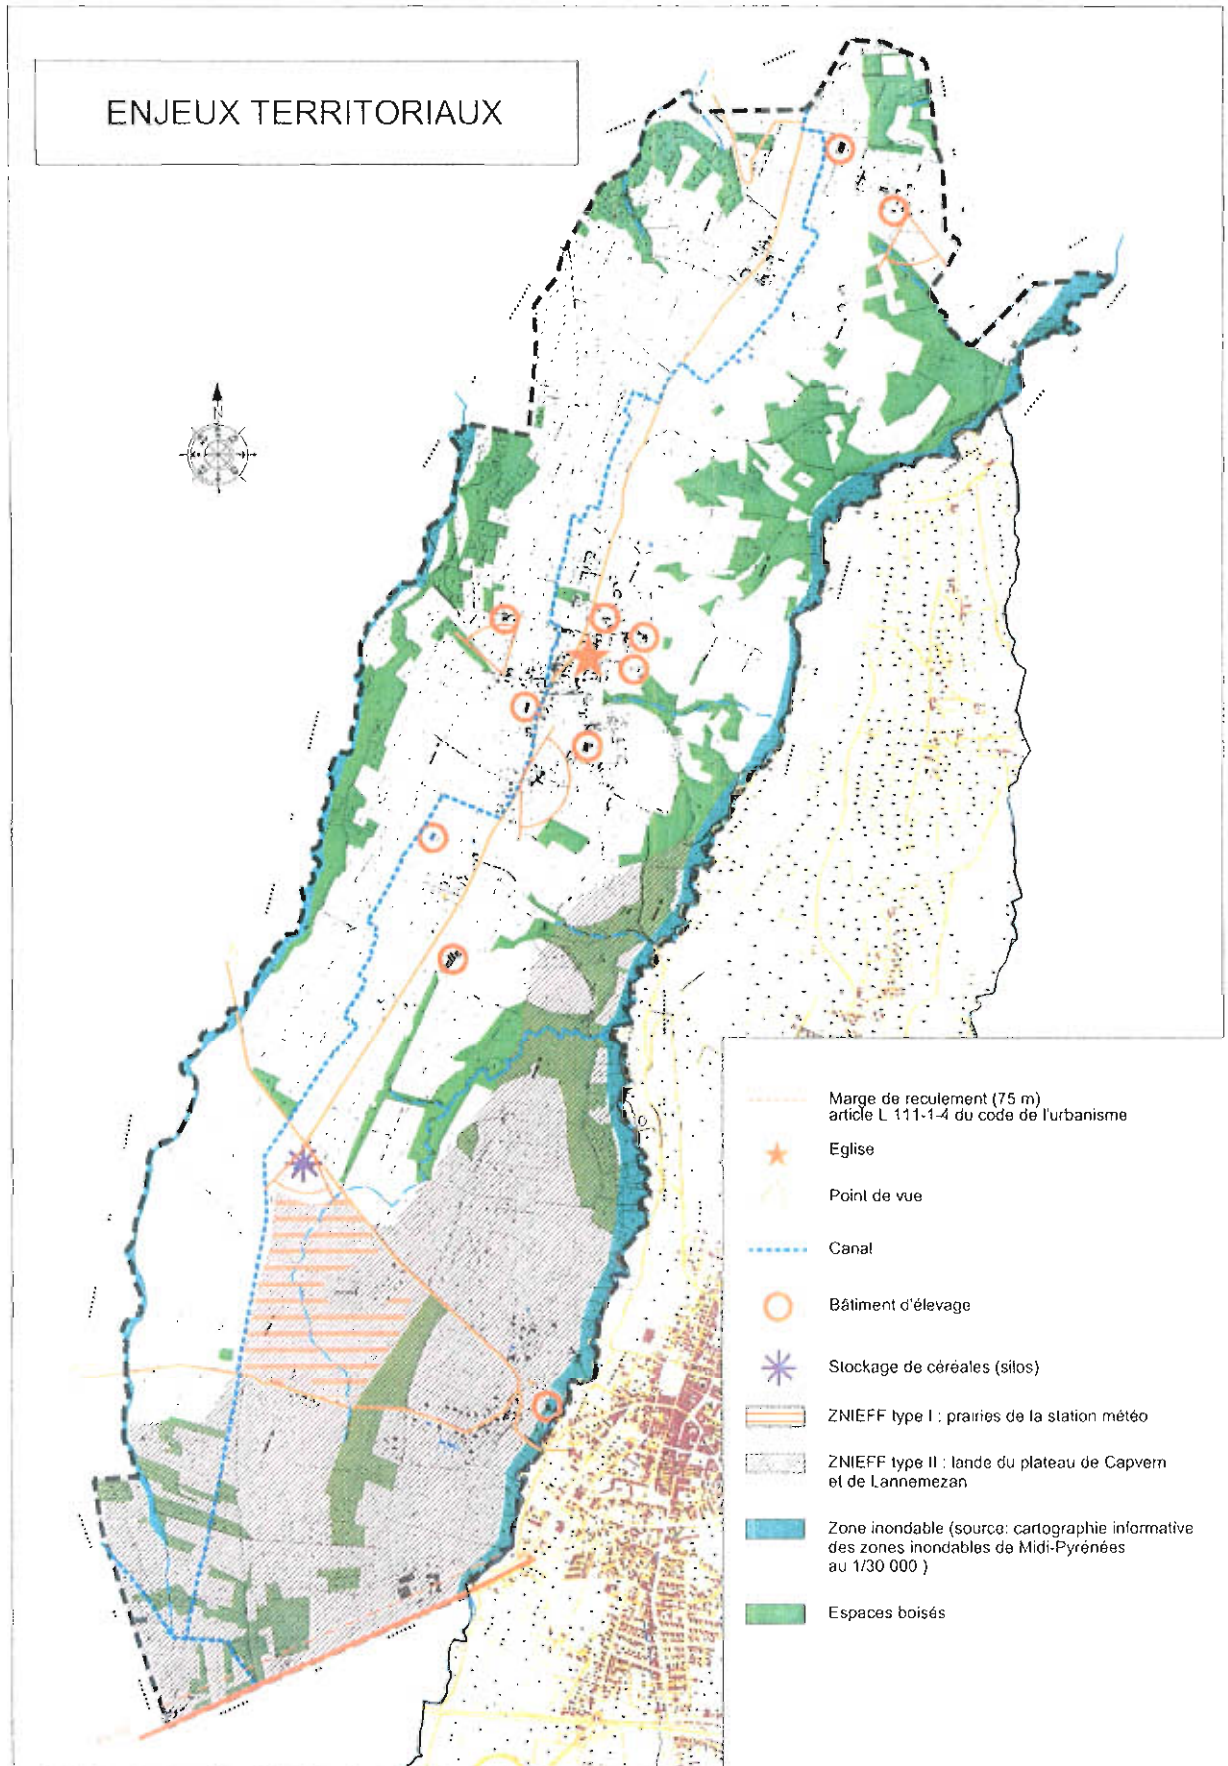 ENJEUX TERRITORIAUX
N
Marge de reculement (75 m)
article L 111-1-4 du code de l'urbanisme
Eglise
Point de vue
Canal
Bâtiment d'élevage
Stockage de céréales (silos)
ZNIEFF type I : prairies de la station météo
ZNIEFF type II : lande du plateau de Capvern
et de Lannemezan
Zone inondable (source: cartographie informative
des zones inondables de Midi-Pyrénées
au 1/30 000 )
Espaces boisés